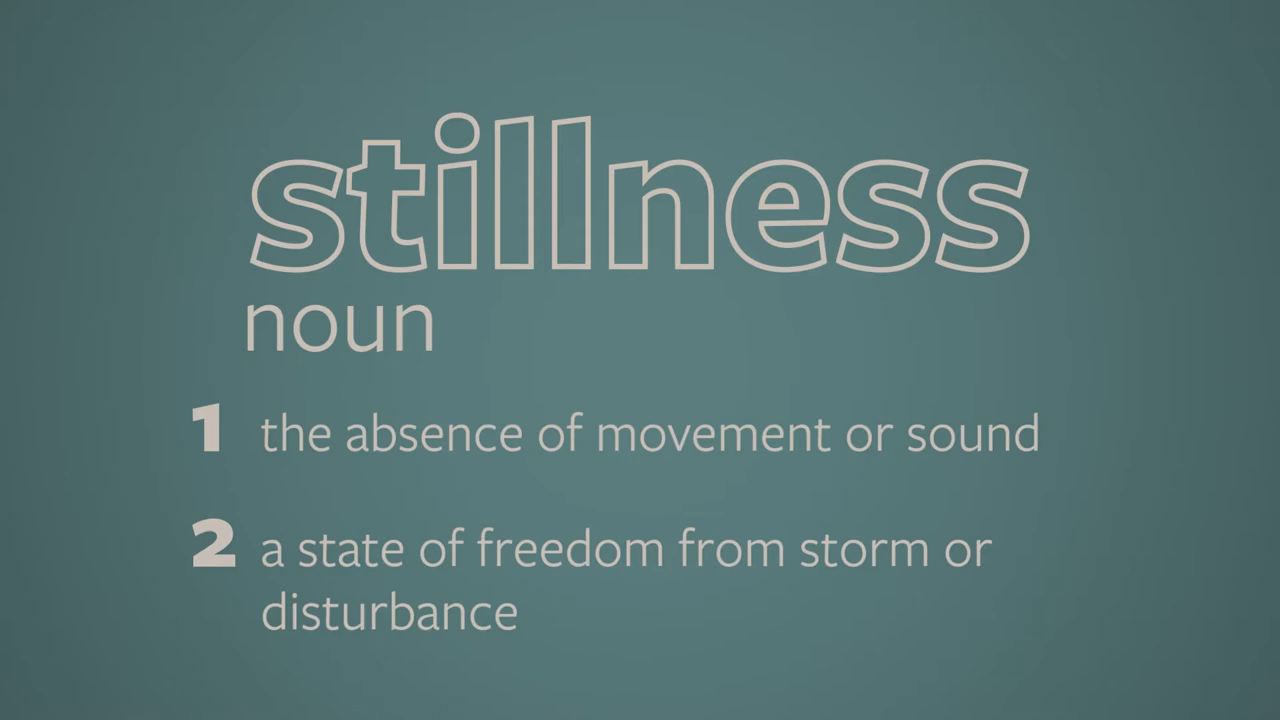 stillness
noun
1 the absence of movement or sound
2 a state of freedom from storm or
disturbance